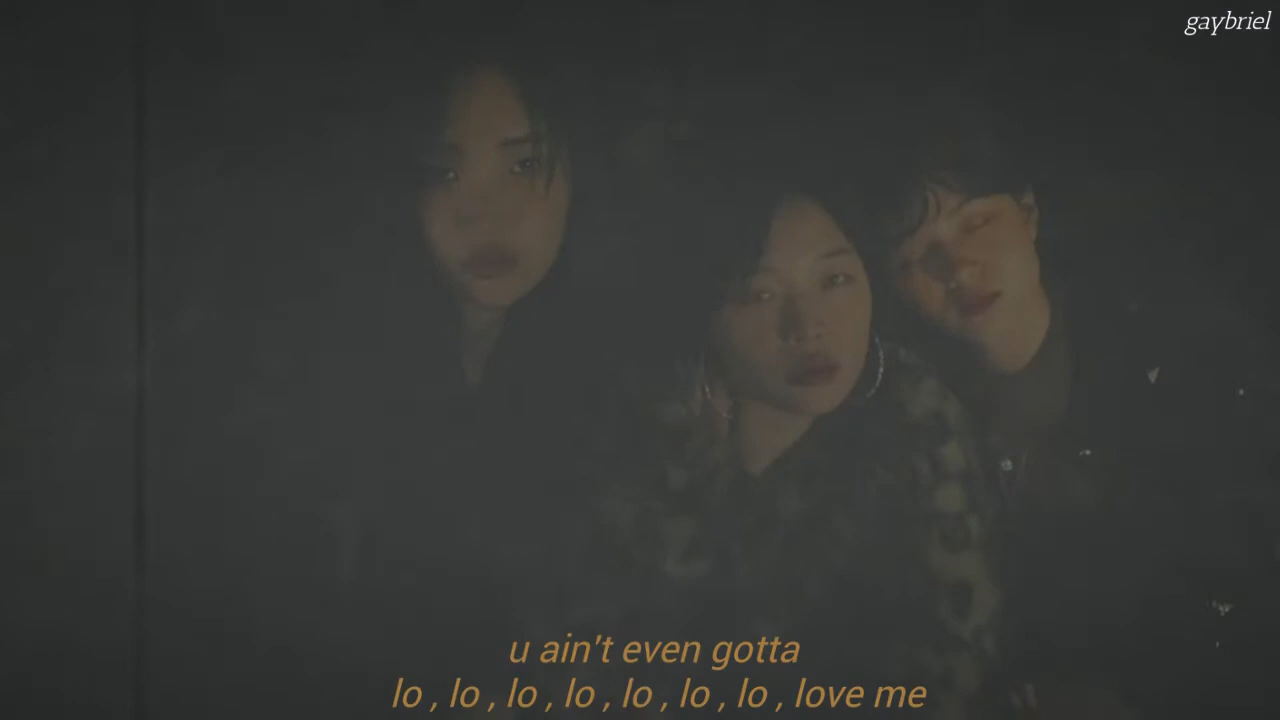 gaybriel
u ain't even gotta
lo , lo , lo , lo , lo , lo , lo , love me